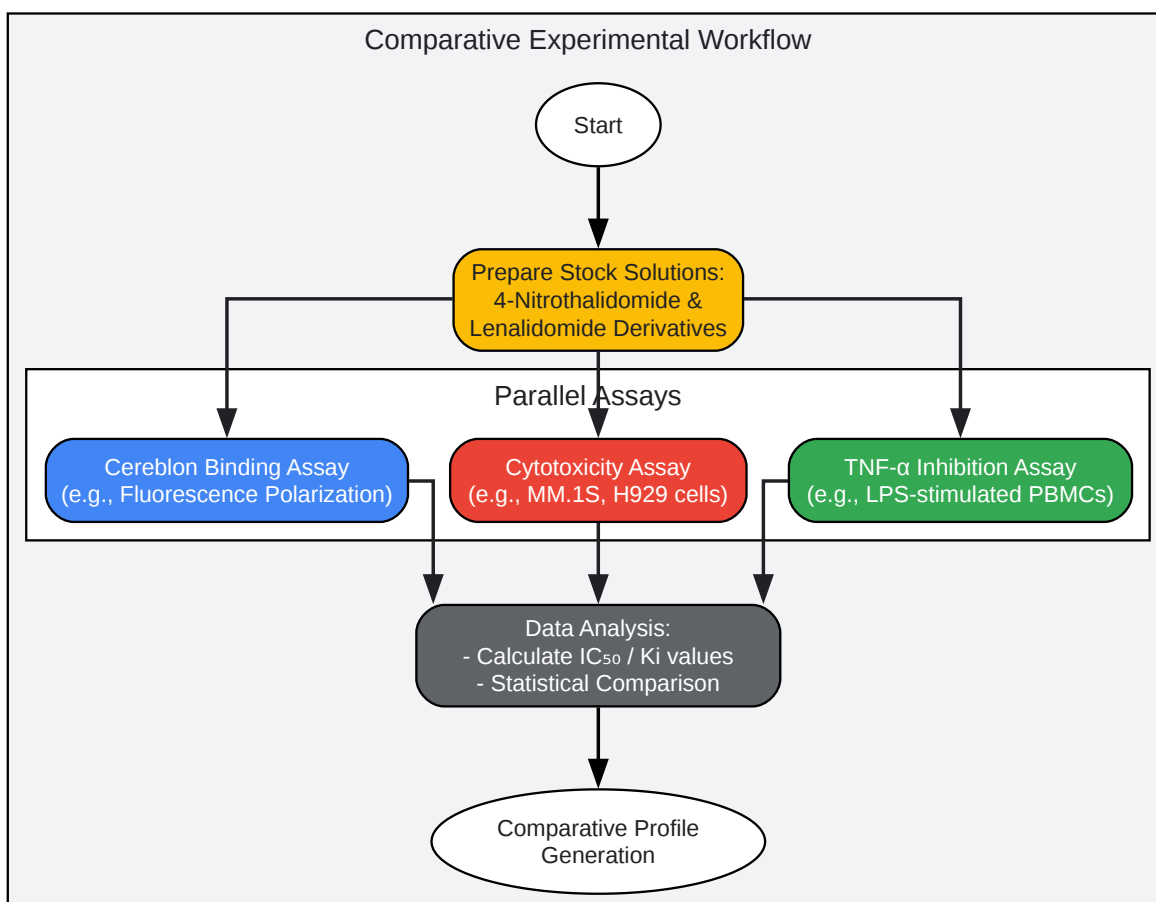 Comparative Experimental Workflow
Start
Prepare Stock Solutions:
4-Nitrothalidomide &
Lenalidomide Derivatives
Parallel Assays
Cereblon Binding Assay
(e.g., Fluorescence Polarization)
Cytotoxicity Assay
(e.g., MM.1S, H929 cells)
TNF-α Inhibition Assay
(e.g., LPS-stimulated PBMCs)
Data Analysis:
- Calculate IC₅₀ / Ki values
- Statistical Comparison
Comparative Profile
Generation